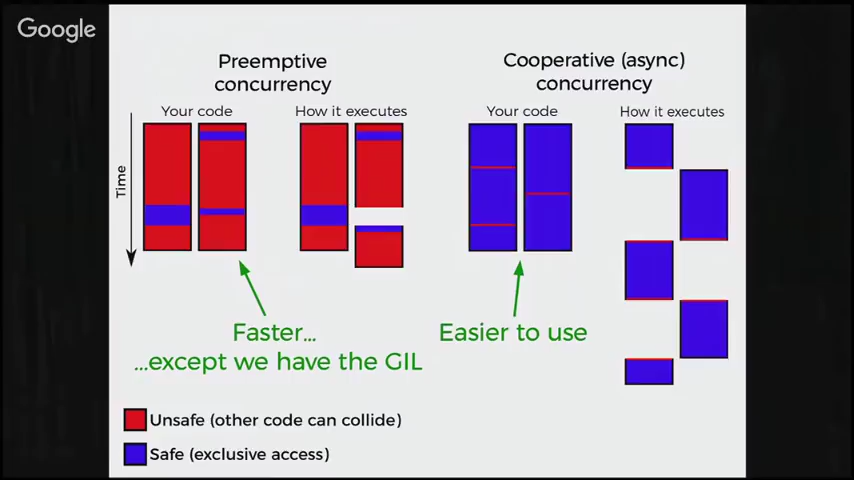 Google
Preemptive
concurrency
Cooperative (async)
concurrency
Your code
How it executes
Your code
How it executes
Time
Faster...
...except we have the GIL
Easier to use
Unsafe (other code can collide)
Safe (exclusive access)